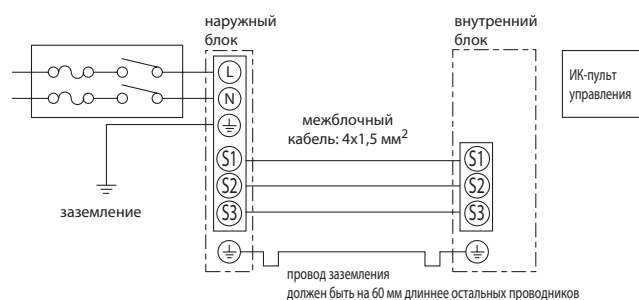 наружный
блок
внутренний
блок
L
N
ИК-пульт
управления
межблочный
кабель: 4x1,5 мм²
S1
S2
S3
S1
S2
S3
заземление
провод заземления
должен быть на 60 мм длиннее остальных проводников